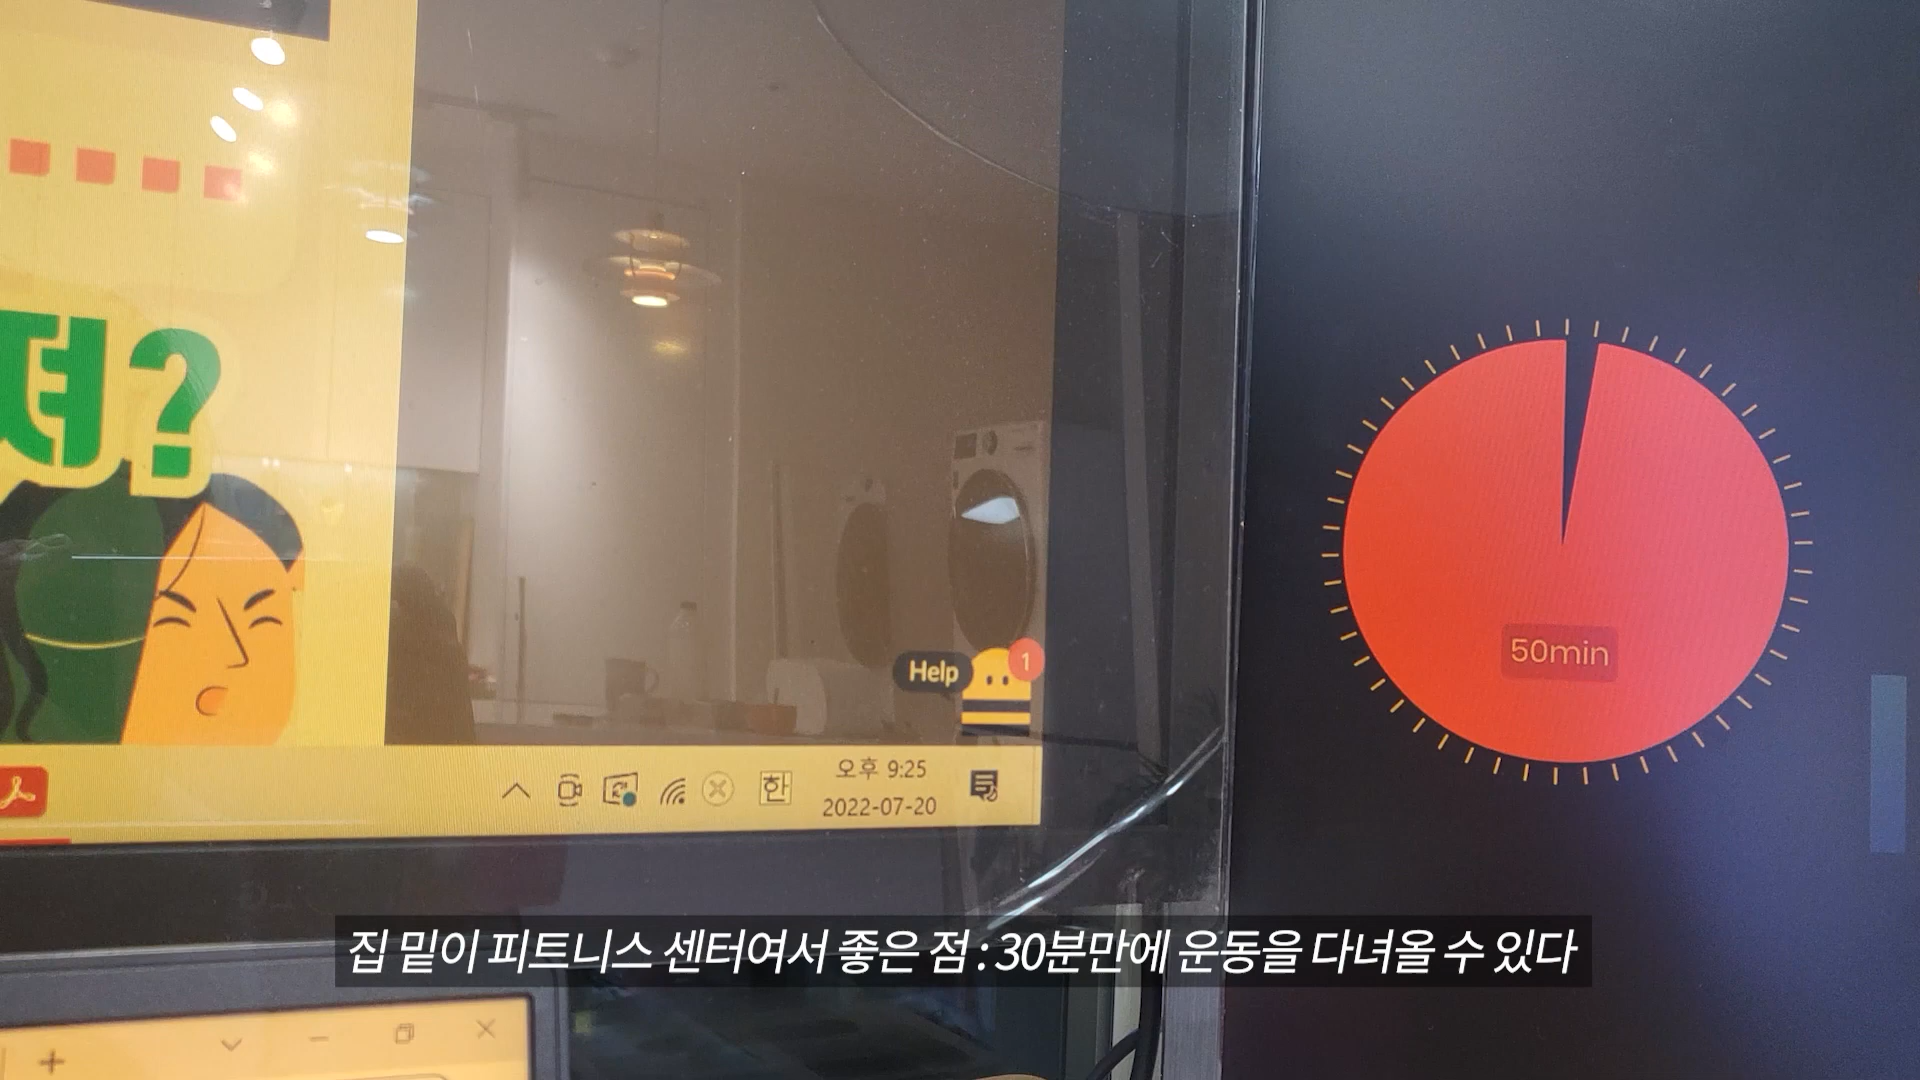 ?
Help
1
50min
한
오후 9:25
2022-07-20
집 밑이 피트니스 센터여서 좋은 점 : 30분만에 운동을 다녀올 수 있다